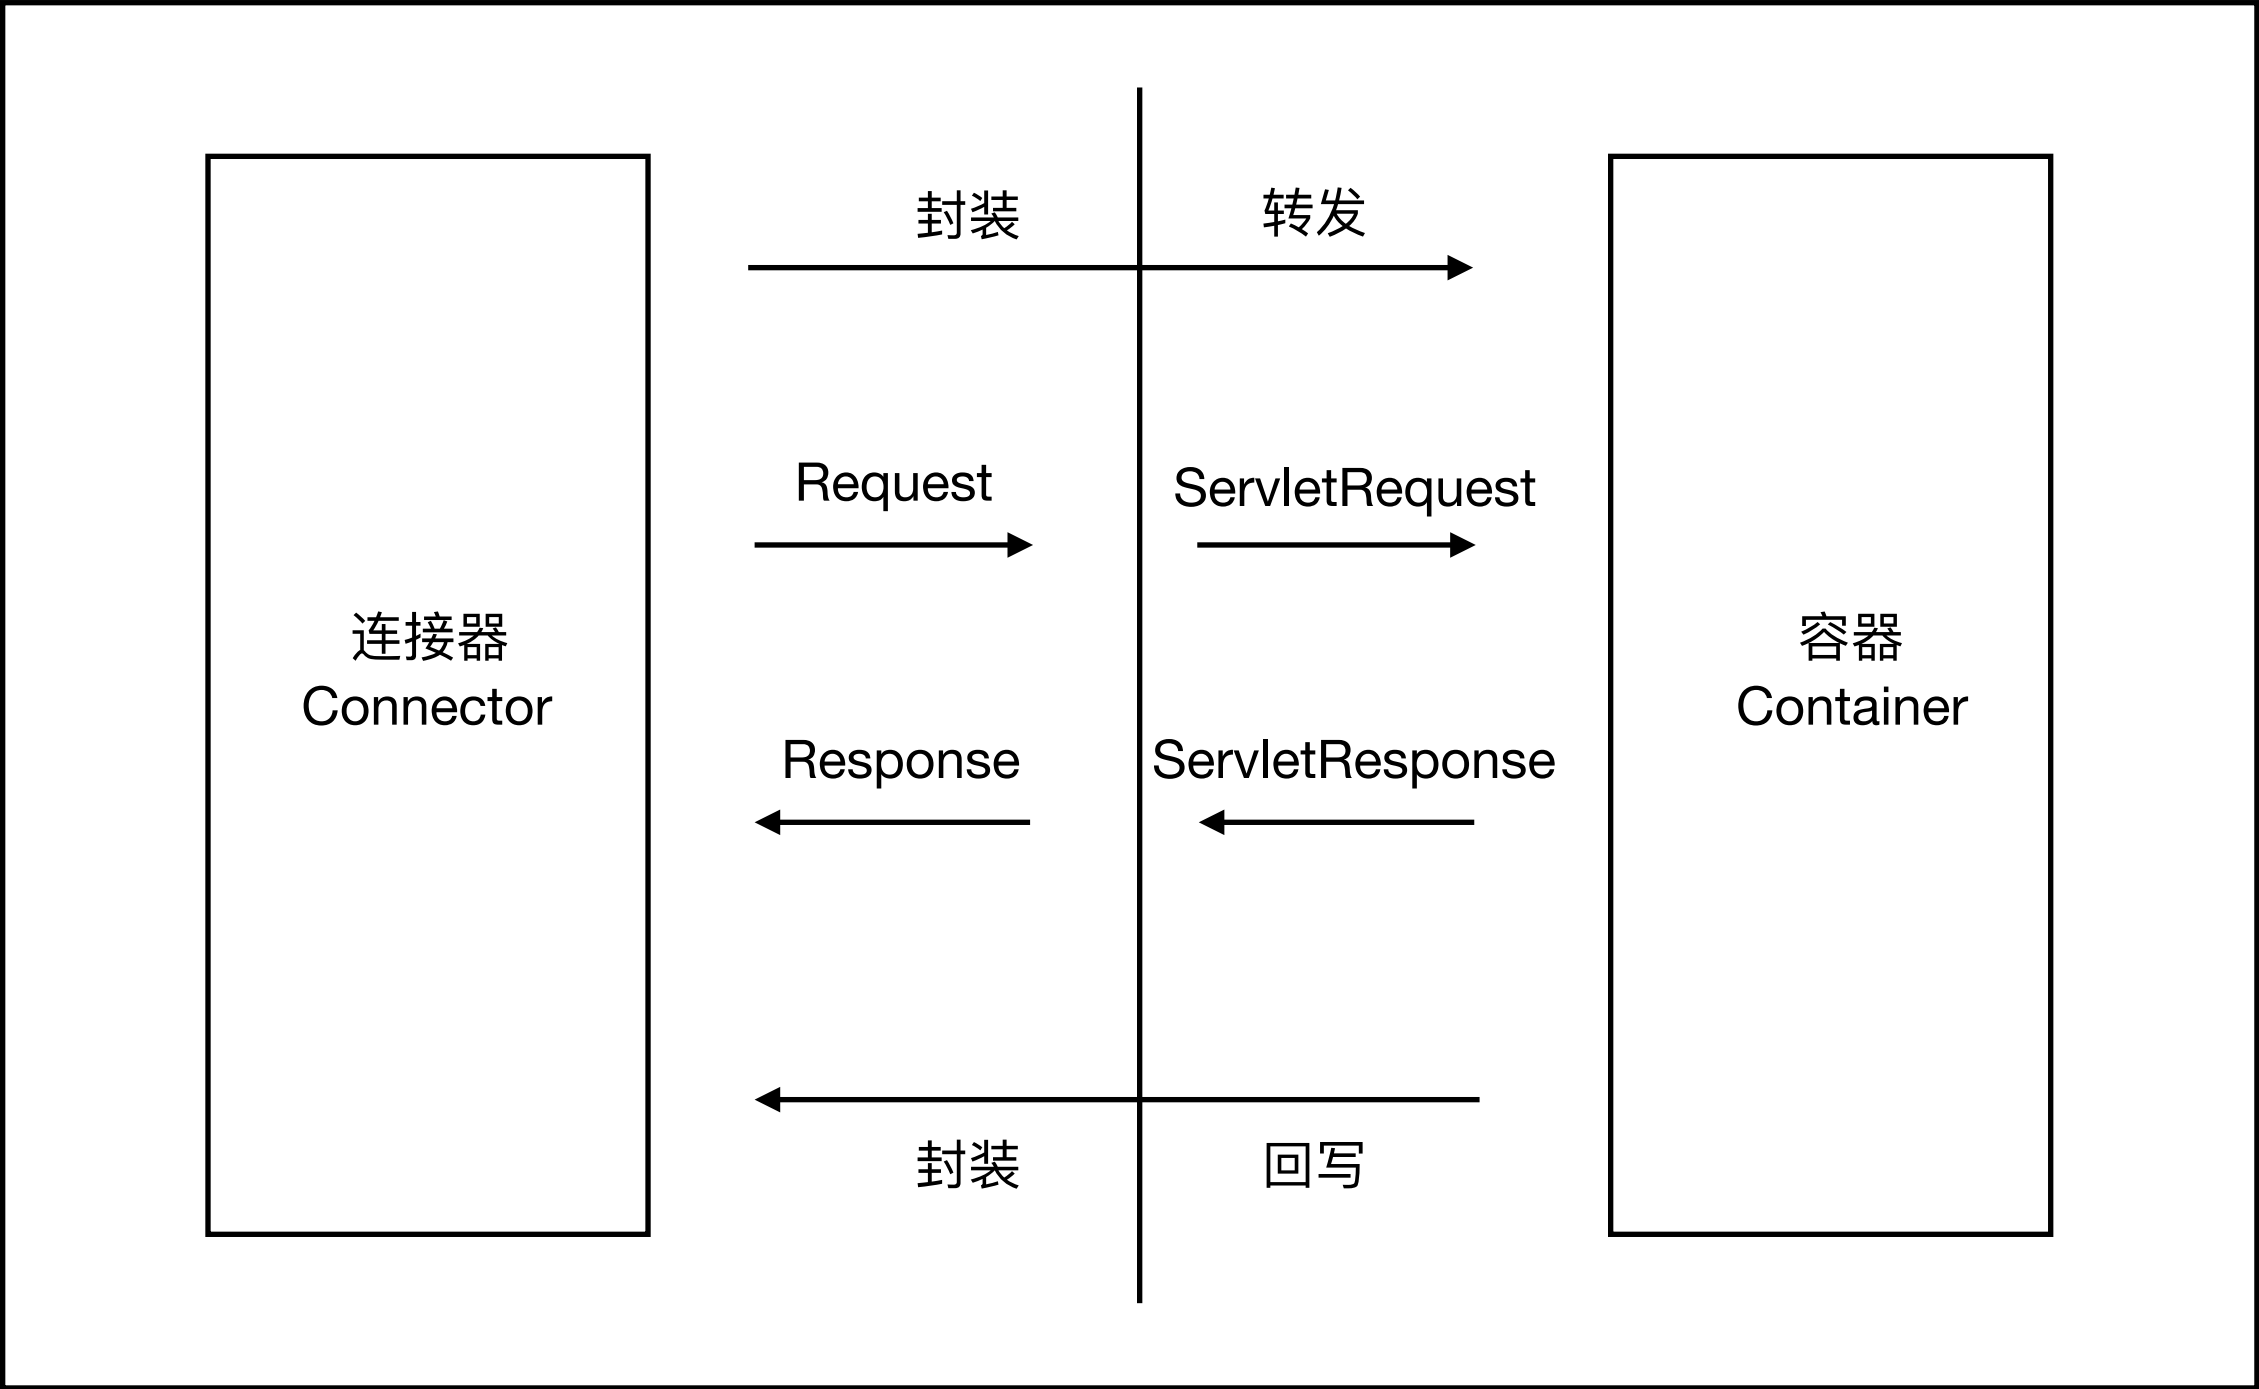 封装
转发
Request
ServletRequest
连接器
Connector
容器
Container
Response
ServletResponse
封装
回写